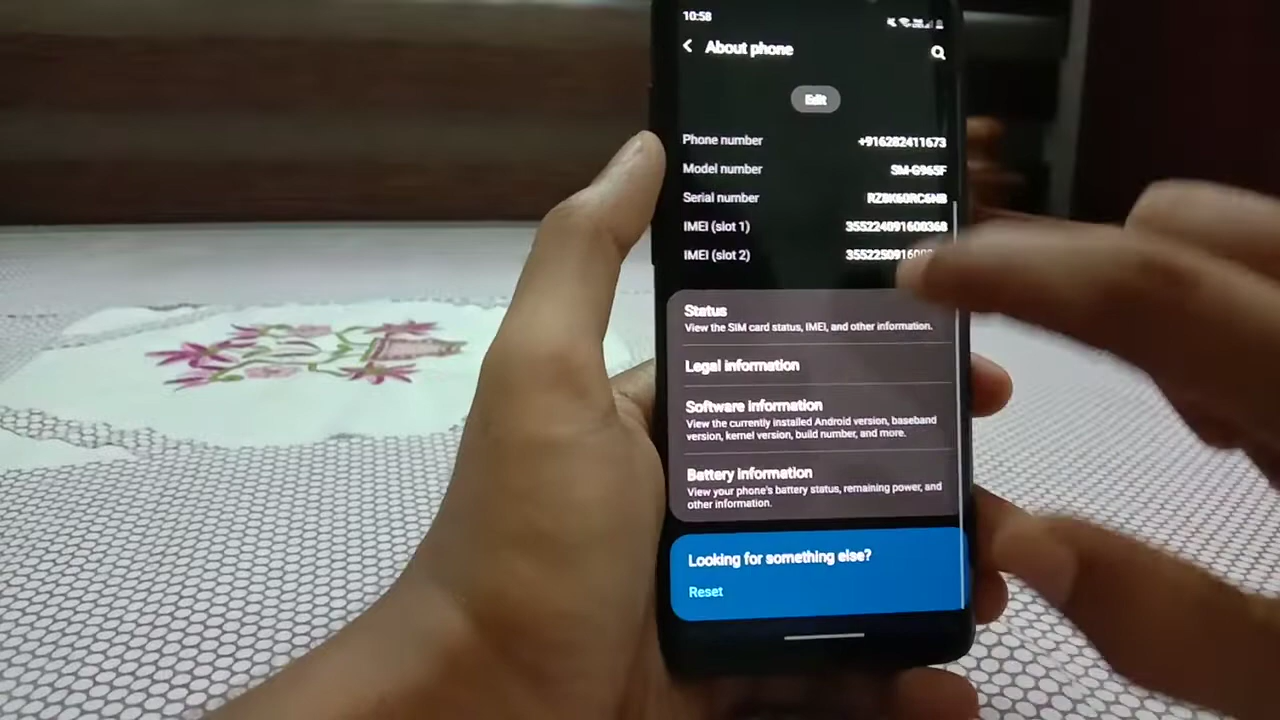 10:58
About phone
Edit
Phone number +916282411673
Model number SM-G965F
Serial number RZ8K60RC6NB
IMEI (slot 1) 355224091600368
IMEI (slot 2)
Status
View the SIM card status, IMEI, and other information.
Legal information
Software information
View the currently installed Android version, baseband
version, kernel version, build number, and more.
Battery information
View your phone's battery status, remaining power, and
other information.
Looking for something else?
Reset